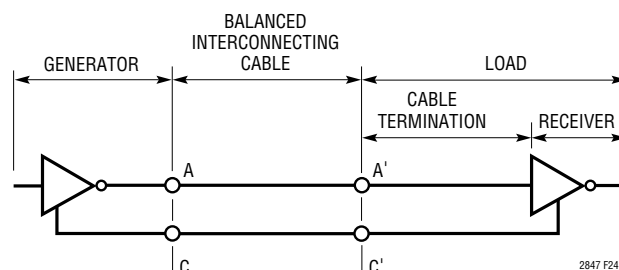 BALANCED
INTERCONNECTING
CABLE
GENERATOR
LOAD
CABLE
TERMINATION
RECEIVER
A
A'
C
C'
2847 F24